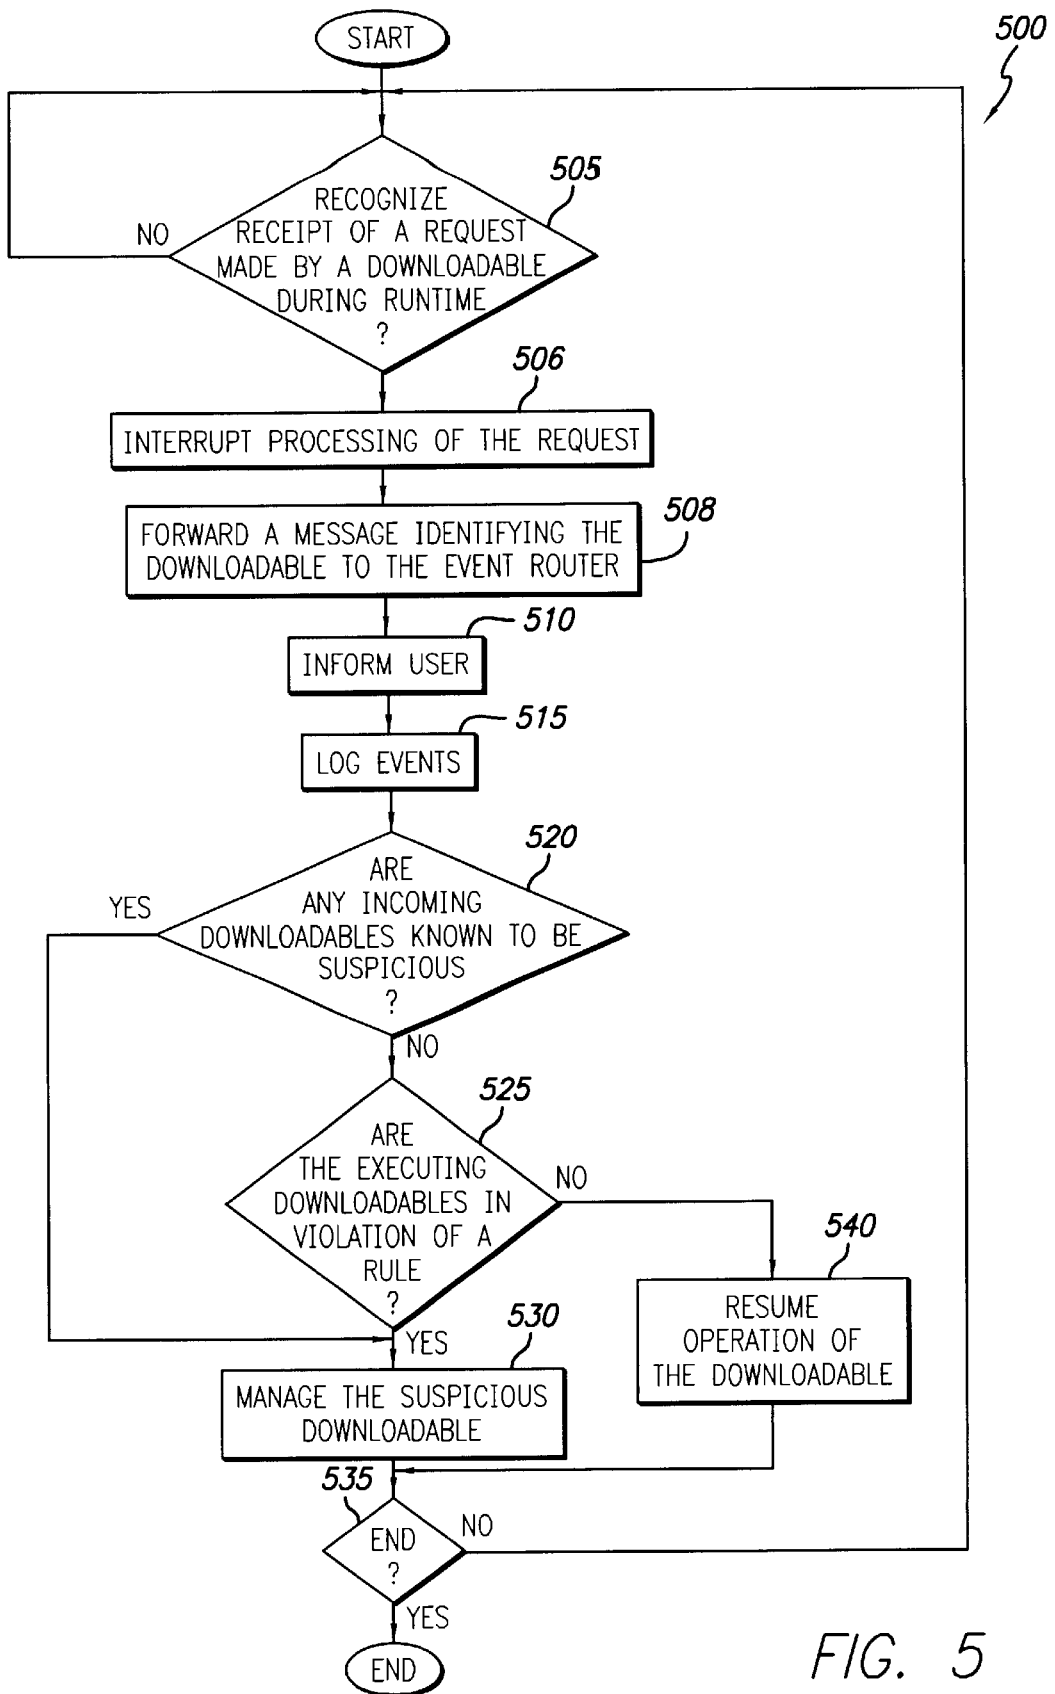 START
500
505
RECOGNIZE
RECEIPT OF A REQUEST
MADE BY A DOWNLOADABLE
DURING RUNTIME
?
NO
506
INTERRUPT PROCESSING OF THE REQUEST
508
FORWARD A MESSAGE IDENTIFYING THE
DOWNLOADABLE TO THE EVENT ROUTER
510
INFORM USER
515
LOG EVENTS
520
ARE
ANY INCOMING
DOWNLOADABLES KNOWN TO BE
SUSPICIOUS
?
YES
NO
525
ARE
THE EXECUTING
DOWNLOADABLES IN
VIOLATION OF A
RULE
?
NO
YES
540
RESUME
OPERATION OF
THE DOWNLOADABLE
530
MANAGE THE SUSPICIOUS
DOWNLOADABLE
535
END
?
NO
YES
END
FIG. 5